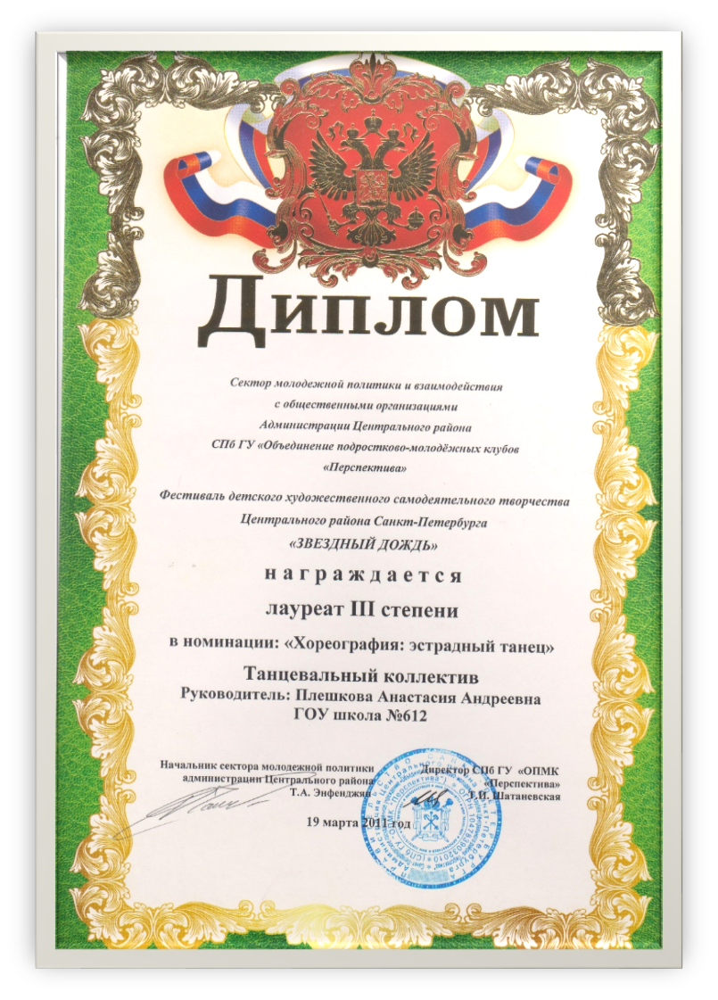 Диплом
Сектор молодежной политики и взаимодействия
с общественными организациями
Администрации Центрального района
СПб ГУ «Объединение подростково-молодёжных клубов
«Перспектива»
Фестиваль детского художественного самодеятельного творчества
Центрального района Санкт-Петербурга
«ЗВЕЗДНЫЙ ДОЖДЬ»
награждается
лауреат III степени
в номинации: «Хореография: эстрадный танец»
Танцевальный коллектив
Руководитель: Плешкова Анастасия Андреевна
ГОУ школа №612
Начальник сектора молодежной политики
администрации Центрального района
Т.А. Энфенджян
Директор СПб ГУ «ОПМК
«Перспектива»
Т.И. Шатаневская
19 марта 2011 год